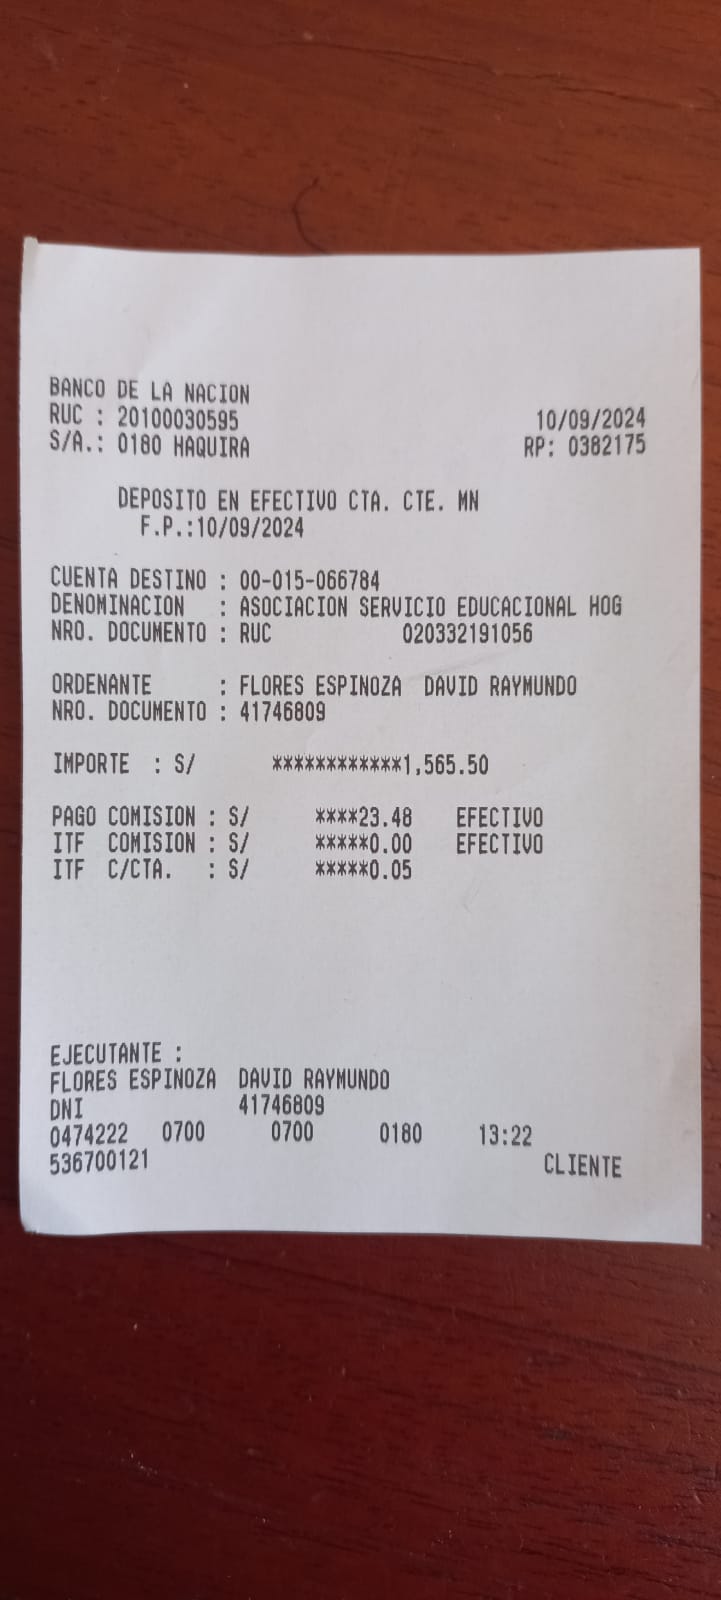 BANCO DE LA NACION
RUC : 20100030595 10/09/2024
S/A.: 0180 HAQUIRA RP: 0382175
DEPOSITO EN EFECTIVO CTA. CTE. MN
F.P.:10/09/2024
CUENTA DESTINO : 00-015-066784
DENOMINACION : ASOCIACION SERVICIO EDUCACIONAL HOG
NRO. DOCUMENTO : RUC 020332191056
ORDENANTE : FLORES ESPINOZA DAVID RAYMUNDO
NRO. DOCUMENTO : 41746809
IMPORTE : S/ ************1,565.50
PAGO COMISION : S/ ****23.48 EFECTIVO
ITF COMISION : S/ *****0.00 EFECTIVO
ITF C/CTA. : S/ *****0.05
EJECUTANTE :
FLORES ESPINOZA DAVID RAYMUNDO
DNI 41746809
0474222 0700 0700 0180 13:22
536700121 CLIENTE